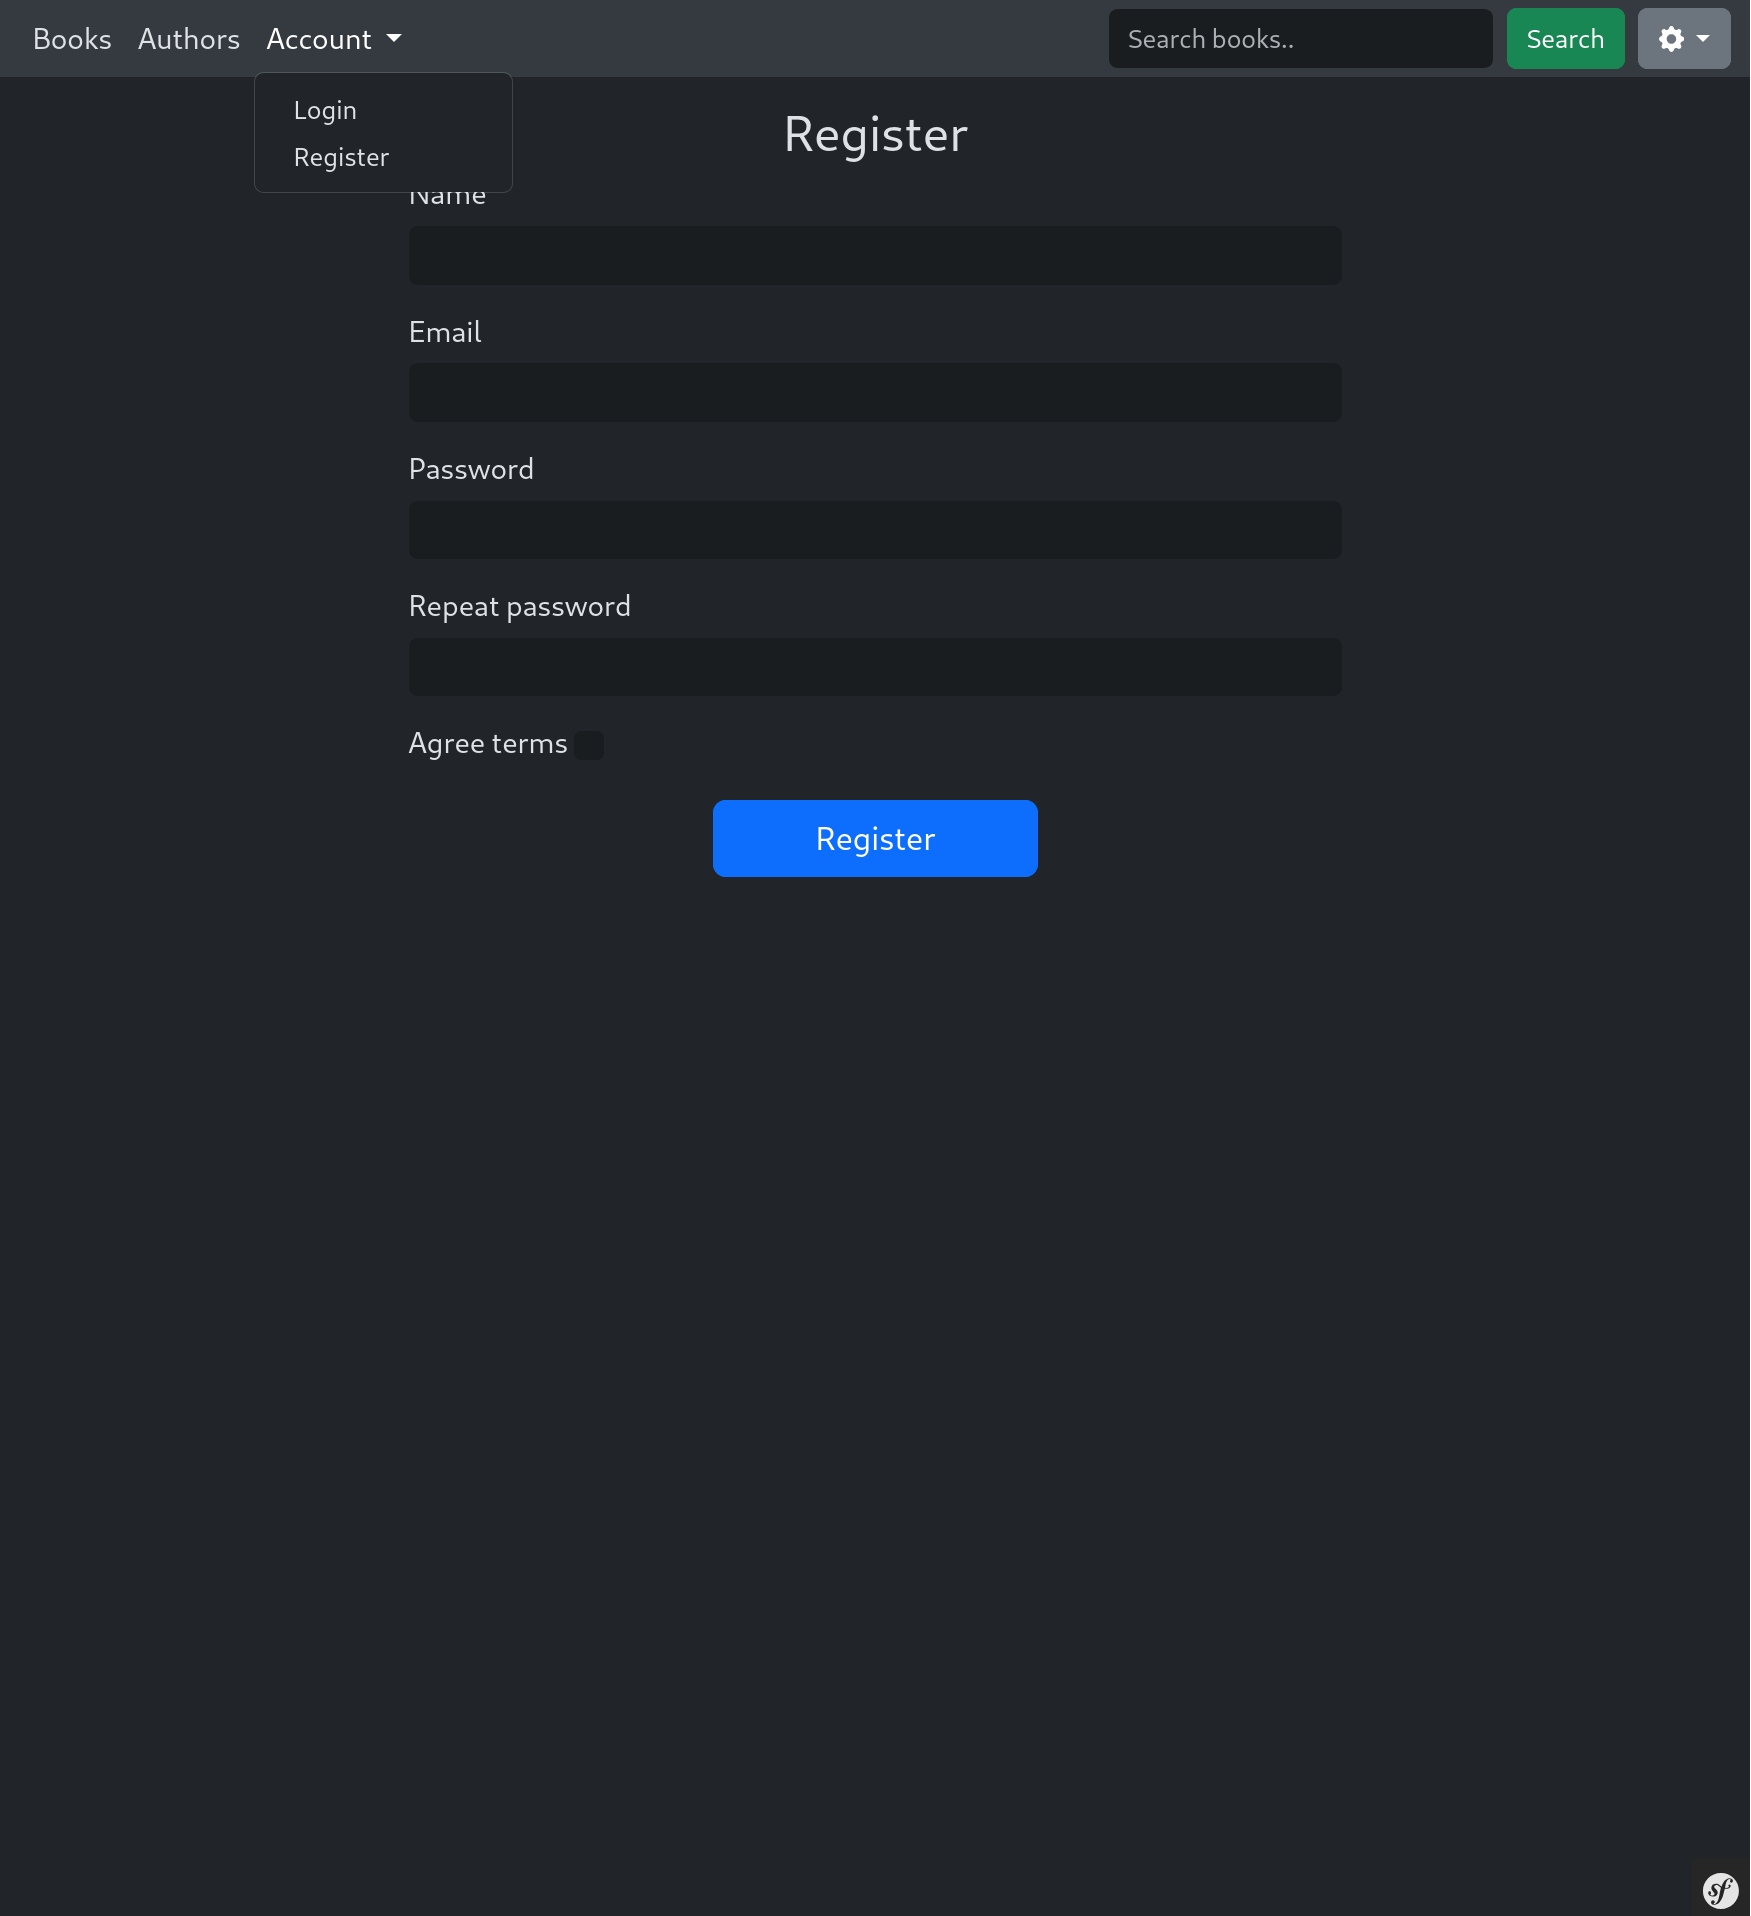 Books Authors Account Search books.. Search
Login
Register
Register
Name
Email
Password
Repeat password
Agree terms
Register
sf